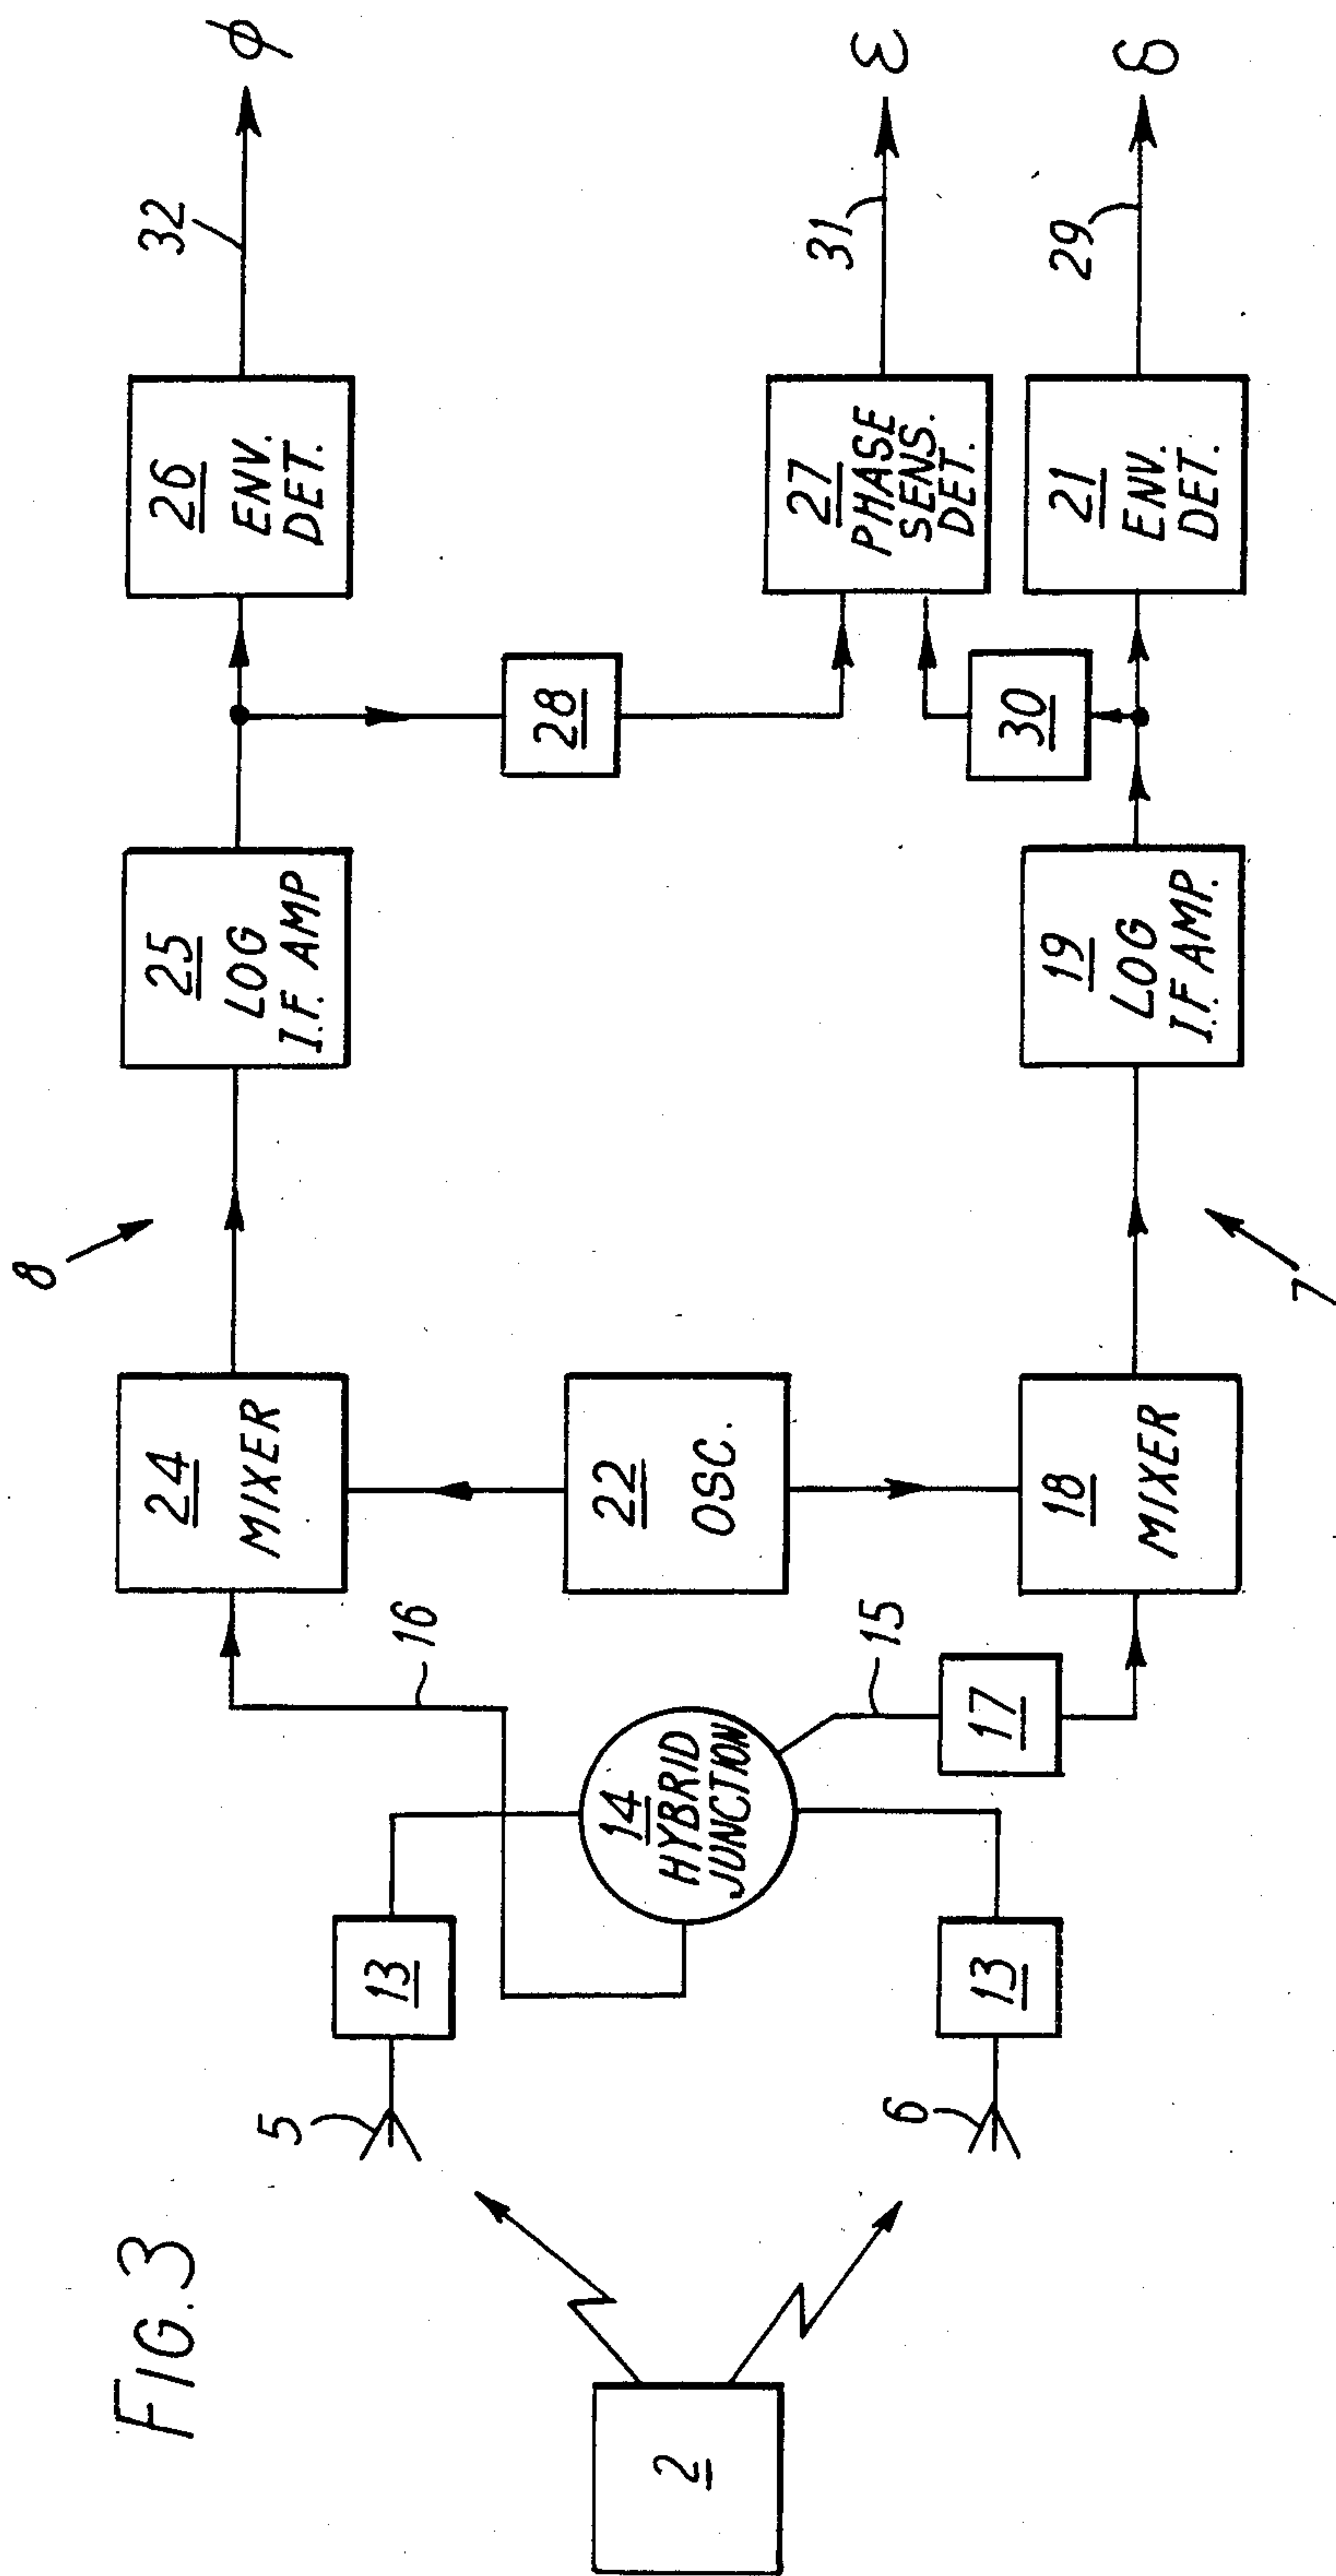 FIG.3
2
5
6
13
13
14
HYBRID
JUNCTION
16
15
17
24
MIXER
22
OSC.
18
MIXER
8
7
25
LOG
I.F. AMP
19
LOG
I.F. AMP.
28
30
26
ENV.
DET.
27
PHASE
SENS.
DET.
21
ENV.
DET.
32
31
29
ϕ
ε
δ